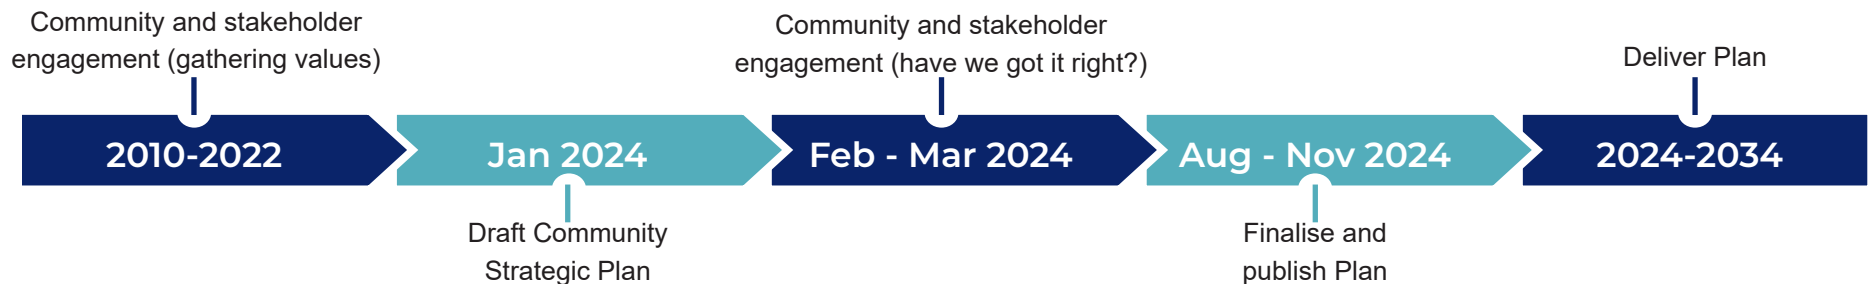 Community and stakeholder
engagement (gathering values)
2010-2022
Jan 2024
Draft Community
Strategic Plan
Community and stakeholder
engagement (have we got it right?)
Feb - Mar 2024
Aug - Nov 2024
Finalise and
publish Plan
Deliver Plan
2024-2034